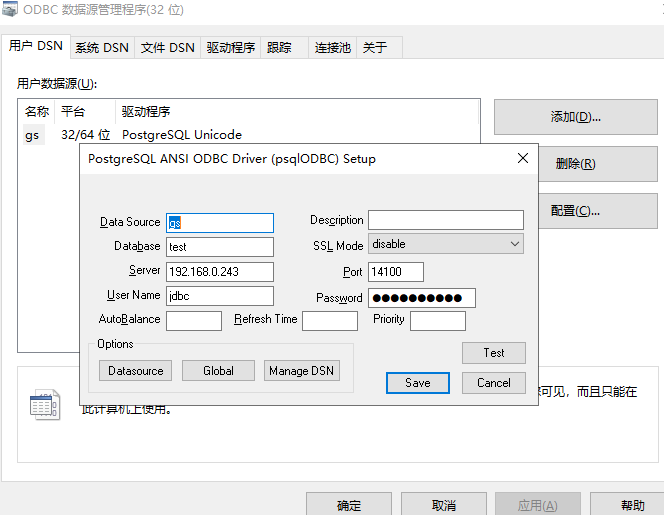 ODBC 数据源管理程序(32 位)
用户 DSN 系统 DSN 文件 DSN 驱动程序 跟踪 连接池 关于
用户数据源(U):
名称 平台 驱动程序
gs 32/64 位 PostgreSQL Unicode
添加(D)...
删除(R)
配置(C)...
PostgreSQL ANSI ODBC Driver (psqlODBC) Setup
Data Source gs Description
Database test SSL Mode disable
Server 192.168.0.243 Port 14100
User Name jdbc Password ●●●●●●●●●●
AutoBalance Refresh Time Priority
Options
Datasource Global Manage DSN
Test
Save Cancel
可见，而且只能在
此计算机上使用。
确定 取消 应用(A) 帮助